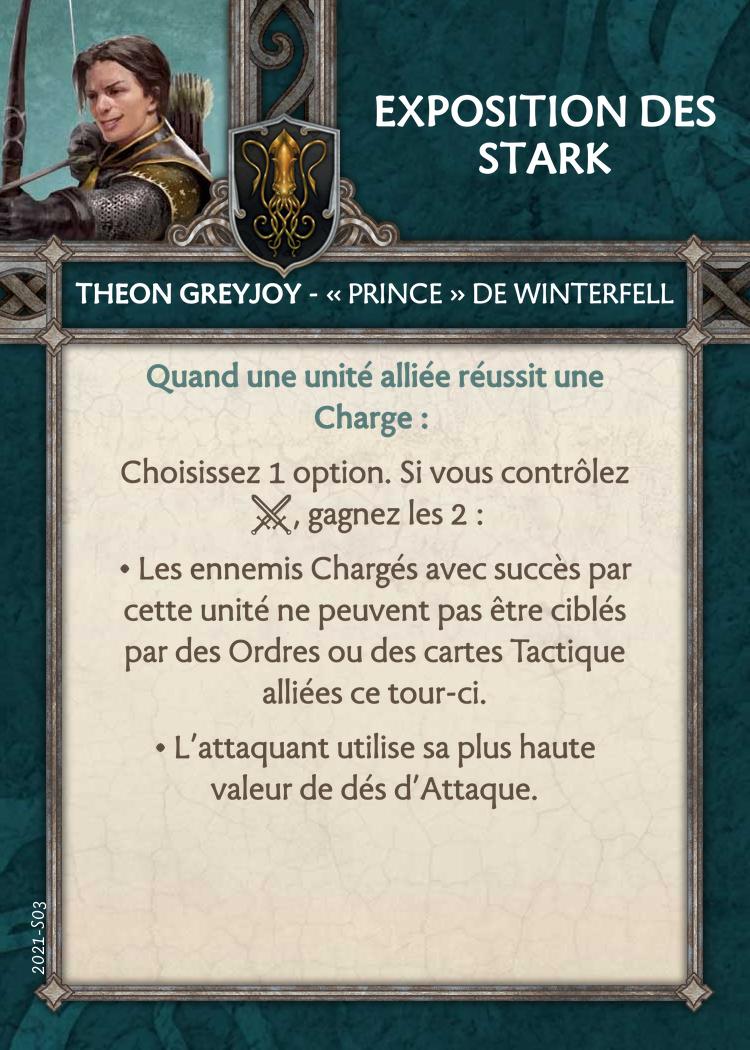 EXPOSITION DES
STARK
THEON GREYJOY - « PRINCE » DE WINTERFELL
Quand une unité alliée réussit une
Charge :
Choisissez 1 option. Si vous contrôlez
, gagnez les 2 :
• Les ennemis Chargés avec succès par
cette unité ne peuvent pas être ciblés
par des Ordres ou des cartes Tactique
alliées ce tour-ci.
• L'attaquant utilise sa plus haute
valeur de dés d'Attaque.
2021-S03